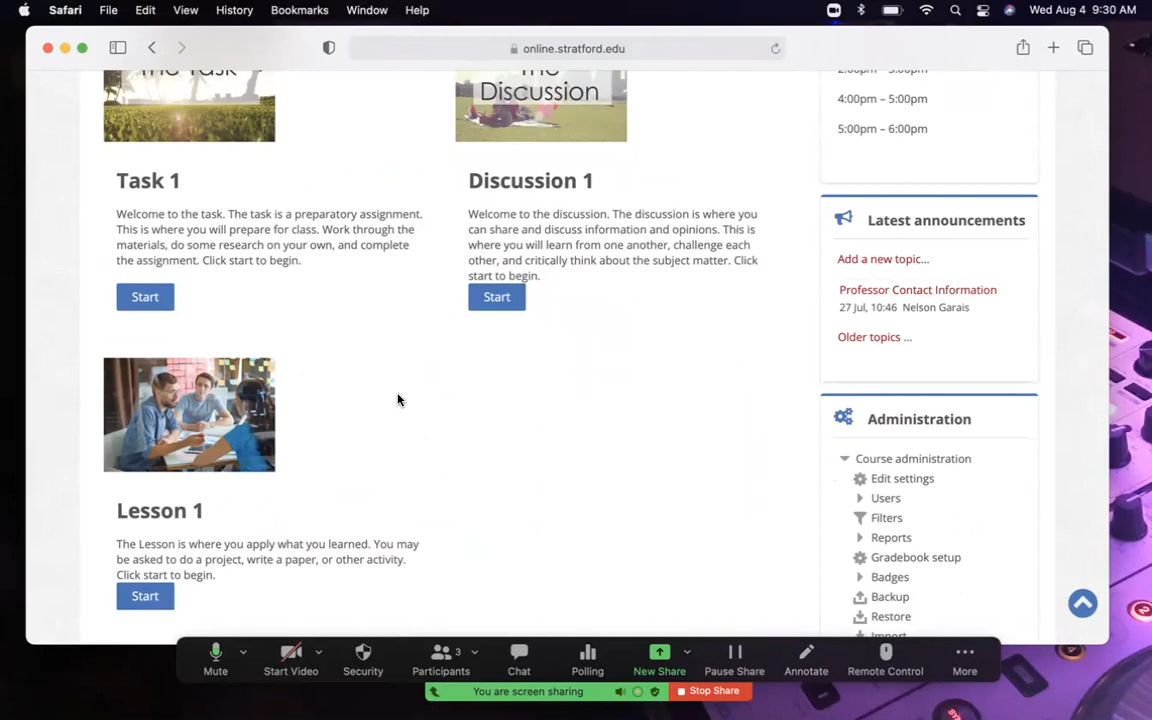 Safari File Edit View History Bookmarks Window Help Wed Aug 4 9:30 AM
online.stratford.edu
The Task
The
Discussion
Task 1
Welcome to the task. The task is a preparatory assignment.
This is where you will prepare for class. Work through the
materials, do some research on your own, and complete
the assignment. Click start to begin.
Start
Discussion 1
Welcome to the discussion. The discussion is where you
can share and discuss information and opinions. This is
where you will learn from one another, challenge each
other, and critically think about the subject matter. Click
start to begin.
Start
Lesson 1
The Lesson is where you apply what you learned. You may
be asked to do a project, write a paper, or other activity.
Click start to begin.
Start
4:00pm – 5:00pm
5:00pm – 6:00pm
Latest announcements
Add a new topic...
Professor Contact Information
27 Jul, 10:46 Nelson Garais
Older topics ...
Administration
Course administration
Edit settings
Users
Filters
Reports
Gradebook setup
Badges
Backup
Restore
Import
Mute Start Video Security Participants 3 Chat Polling New Share Pause Share Annotate Remote Control More
You are screen sharing Stop Share